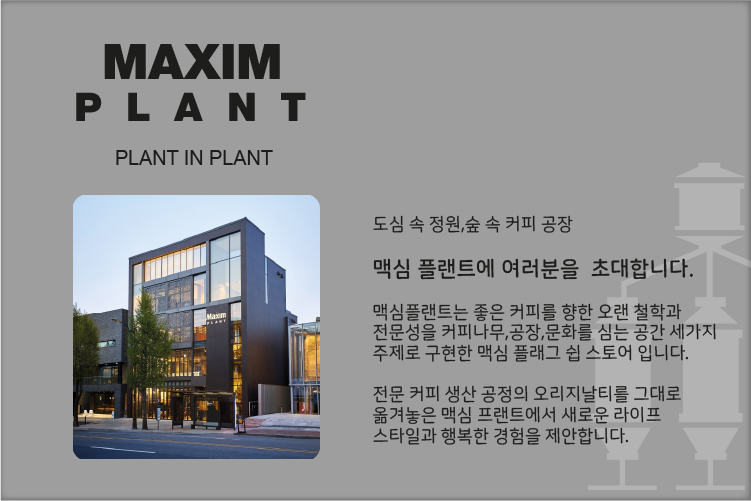 MAXIM
PLANT
PLANT IN PLANT
Maxim
PLANT
도심 속 정원,숲 속 커피 공장
맥심 플랜트에 여러분을 초대합니다.
맥심플랜트는 좋은 커피를 향한 오랜 철학과
전문성을 커피나무,공장,문화를 심는 공간 세가지
주제로 구현한 맥심 플래그 쉽 스토어 입니다.
전문 커피 생산 공정의 오리지날티를 그대로
옮겨놓은 맥심 프랜트에서 새로운 라이프
스타일과 행복한 경험을 제안합니다.